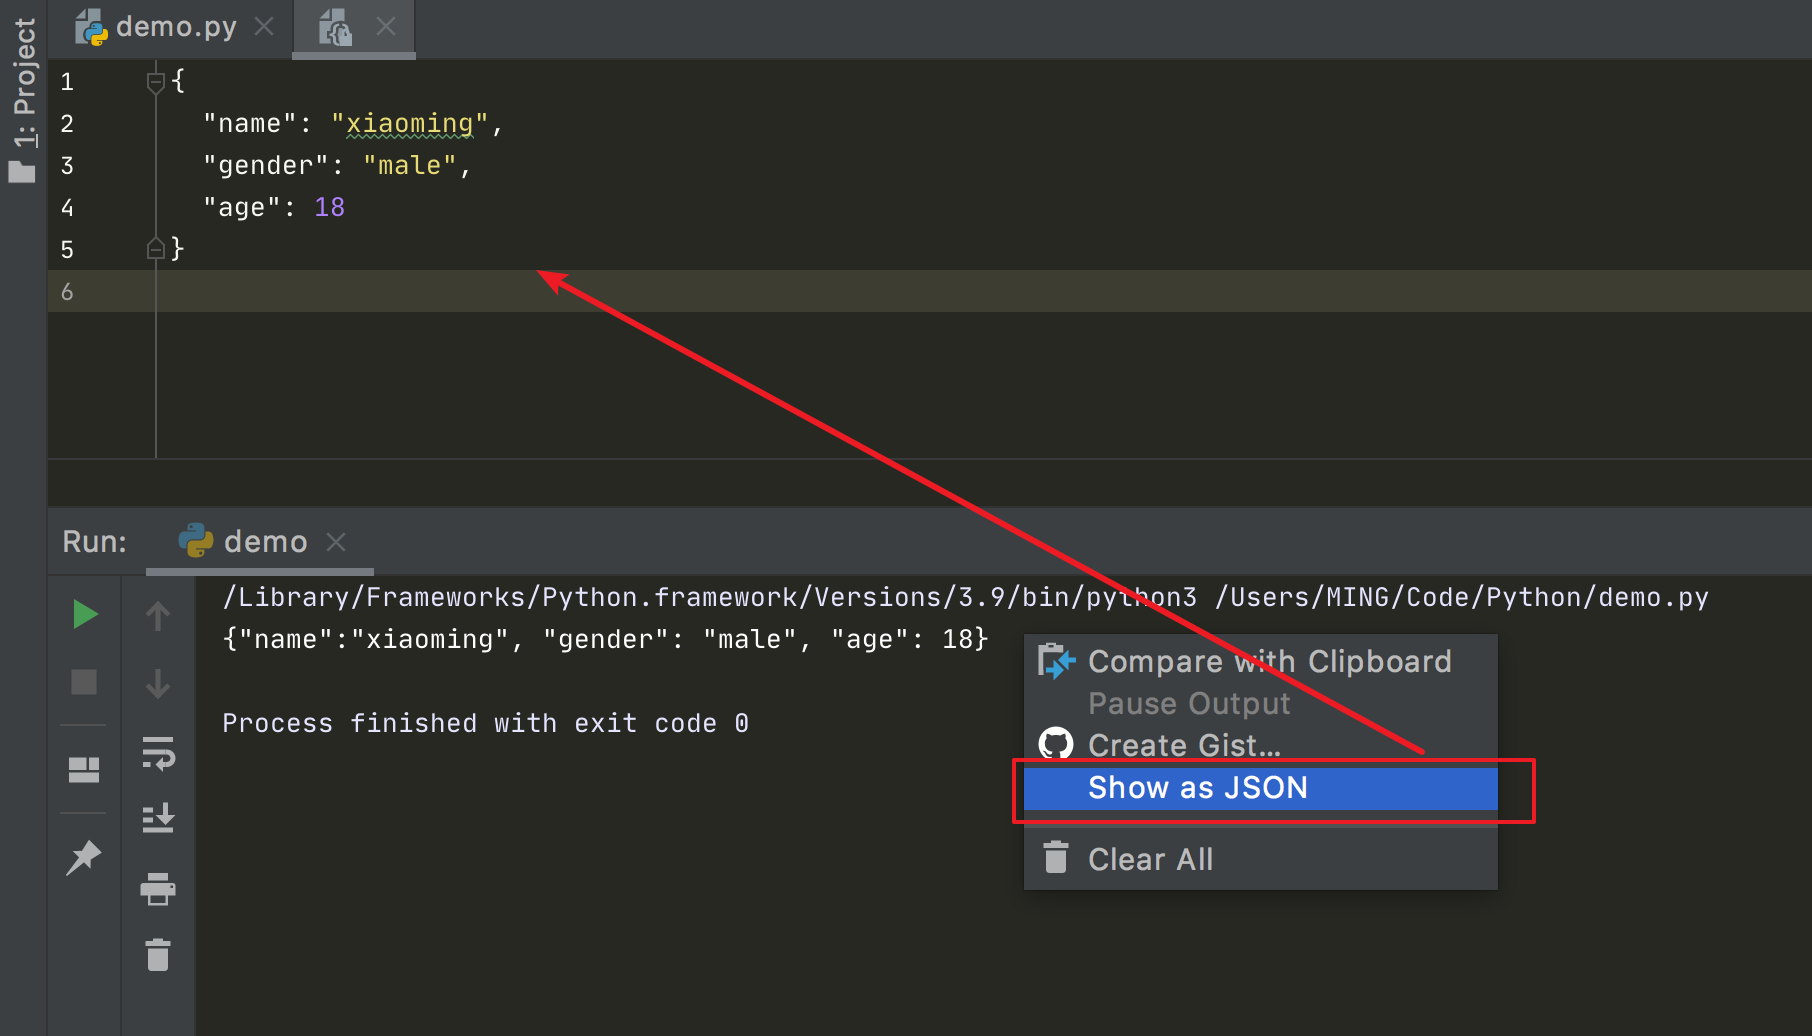 demo.py
1: Project
1 {
2 "name": "xiaoming",
3 "gender": "male",
4 "age": 18
5 }
6
Run: demo
/Library/Frameworks/Python.framework/Versions/3.9/bin/python3 /Users/MING/Code/Python/demo.py
{"name":"xiaoming", "gender": "male", "age": 18}
Process finished with exit code 0
Compare with Clipboard
Pause Output
Create Gist...
Show as JSON
Clear All